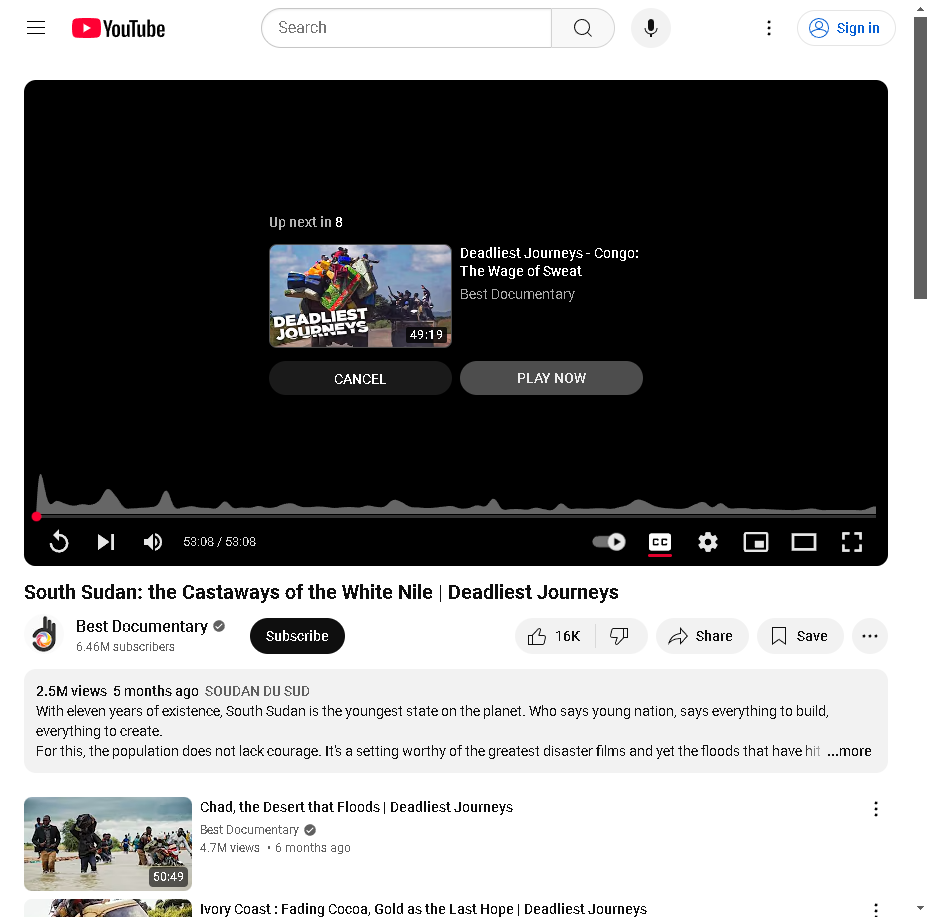 YouTube
Search
Sign in
Up next in 8
Deadliest Journeys - Congo:
The Wage of Sweat
Best Documentary
DEADLIEST
JOURNEYS
49:19
CANCEL
PLAY NOW
53:08 / 53:08
CC
South Sudan: the Castaways of the White Nile | Deadliest Journeys
Best Documentary
6.46M subscribers
Subscribe
16K
Share
Save
2.5M views 5 months ago SOUDAN DU SUD
With eleven years of existence, South Sudan is the youngest state on the planet. Who says young nation, says everything to build,
everything to create.
For this, the population does not lack courage. It's a setting worthy of the greatest disaster films and yet the floods that have hit ...more
Chad, the Desert that Floods | Deadliest Journeys
Best Documentary
4.7M views • 6 months ago
50:49
Ivory Coast : Fading Cocoa, Gold as the Last Hope | Deadliest Journeys